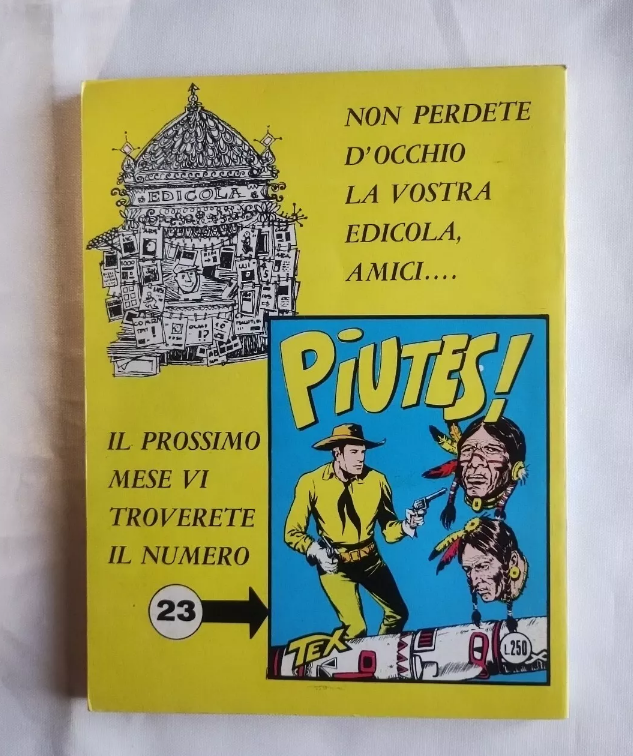 NON PERDETE
D'OCCHIO
LA VOSTRA
EDICOLA,
AMICI....
EDICOLA
IL PROSSIMO
MESE VI
TROVERETE
IL NUMERO
23
PIUTES!
TEX
L.250